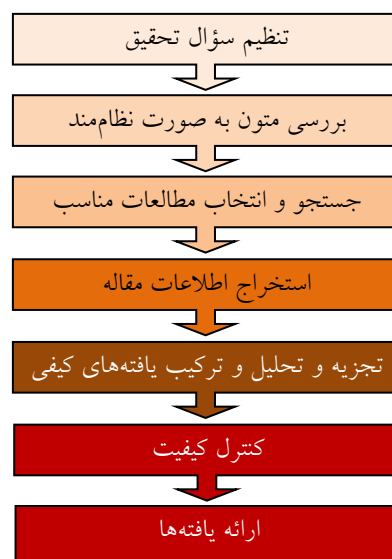 تنظیم سؤال تحقیق
بررسی متون به صورت نظام‌مند
جستجو و انتخاب مطالعات مناسب
استخراج اطلاعات مقاله
تجزیه و تحلیل و ترکیب یافته‌های کیفی
کنترل کیفیت
ارائه یافته‌ها